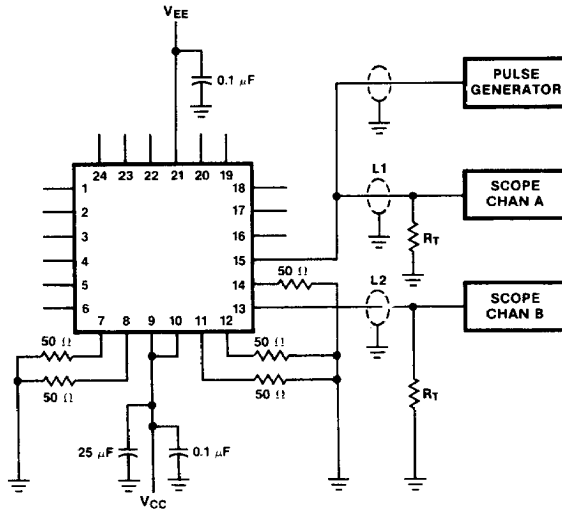 VEE
0.1 µF
PULSE
GENERATOR
24 23 22 21 20 19
1
2
3
4
5
6
18
17
16
15
14
13
7 8 9 10 11 12
L1
SCOPE
CHAN A
RT
50 Ω
L2
SCOPE
CHAN B
50 Ω
50 Ω
50 Ω
50 Ω
RT
25 µF
0.1 µF
VCC